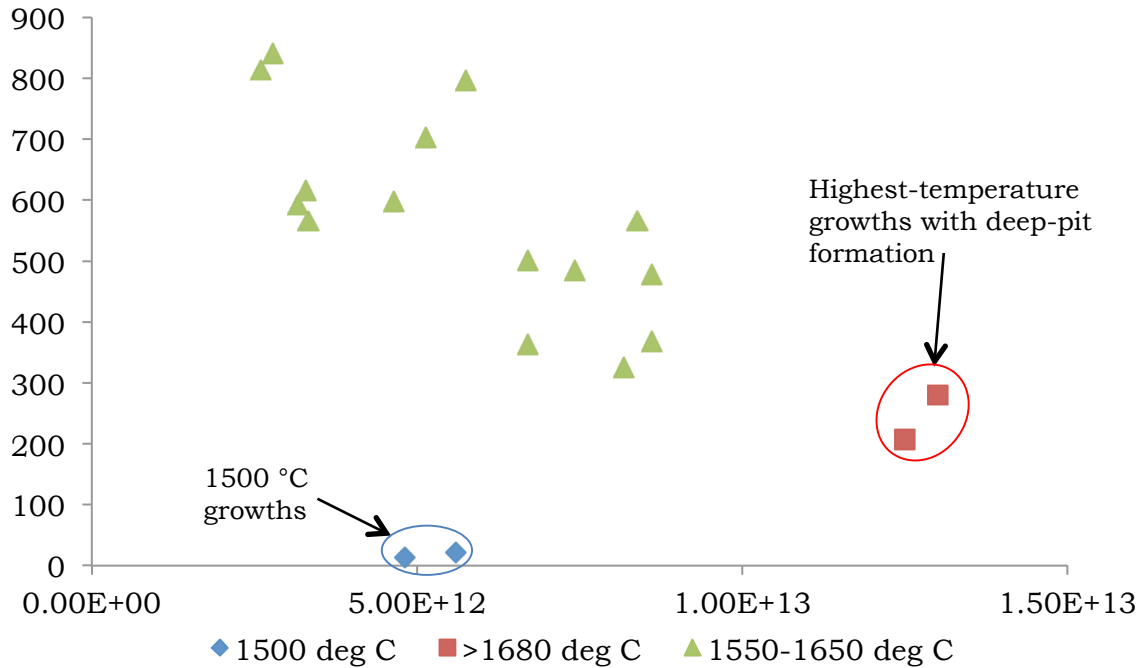 900
800
700
600
500
400
300
200
100
0
Highest-temperature
growths with deep-pit
formation
1500 °C
growths
0.00E+00 5.00E+12 1.00E+13 1.50E+13
1500 deg C >1680 deg C 1550-1650 deg C